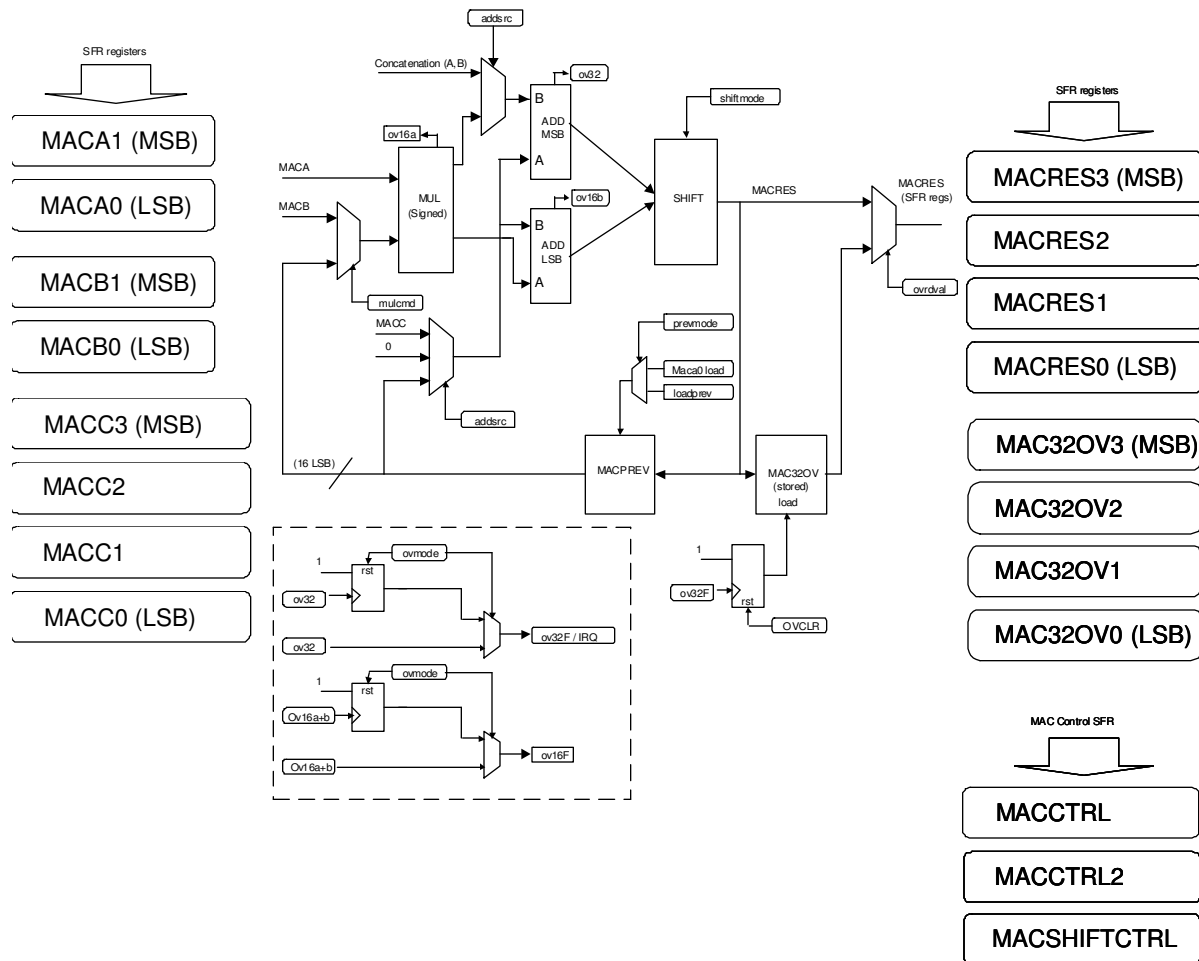 SFR registers
MACA1 (MSB)
MACA0 (LSB)
MACB1 (MSB)
MACB0 (LSB)
MACC3 (MSB)
MACC2
MACC1
MACC0 (LSB)
addsrc
Concatenation (A,B)
ov32
B
ADD
MSB
A
ov16a
MACA
MUL
(Signed)
MACB
ov16b
B
ADD
LSB
A
mulcmd
MACC
0
addsrc
(16 LSB)
shiftmode
SHIFT
MACRES
MACRES
(SFR regs)
ovrdval
prevmode
Maca0 load
loadprev
MACPREV
MAC32OV
(stored)
load
1
ov32F
rst
OVCLR
ovmode
1
rst
ov32
ov32
ov32F / IRQ
ovmode
1
rst
Ov16a+b
Ov16a+b
ov16F
SFR registers
MACRES3 (MSB)
MACRES2
MACRES1
MACRES0 (LSB)
MAC32OV3 (MSB)
MAC32OV2
MAC32OV1
MAC32OV0 (LSB)
MAC Control SFR
MACCTRL
MACCTRL2
MACSHIFTCTRL